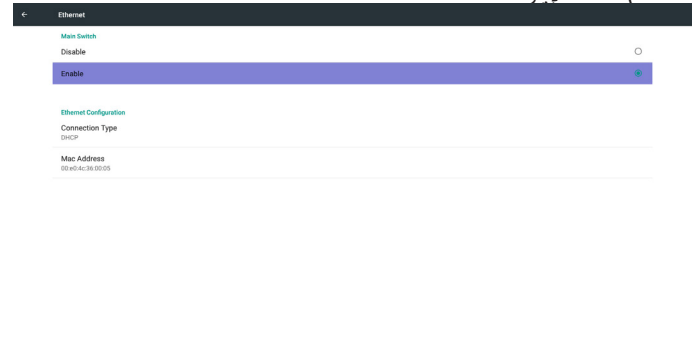 Ethernet
Main Switch
Disable
Enable
Ethernet Configuration
Connection Type
DHCP
Mac Address
00:e0:4c:36:00:05